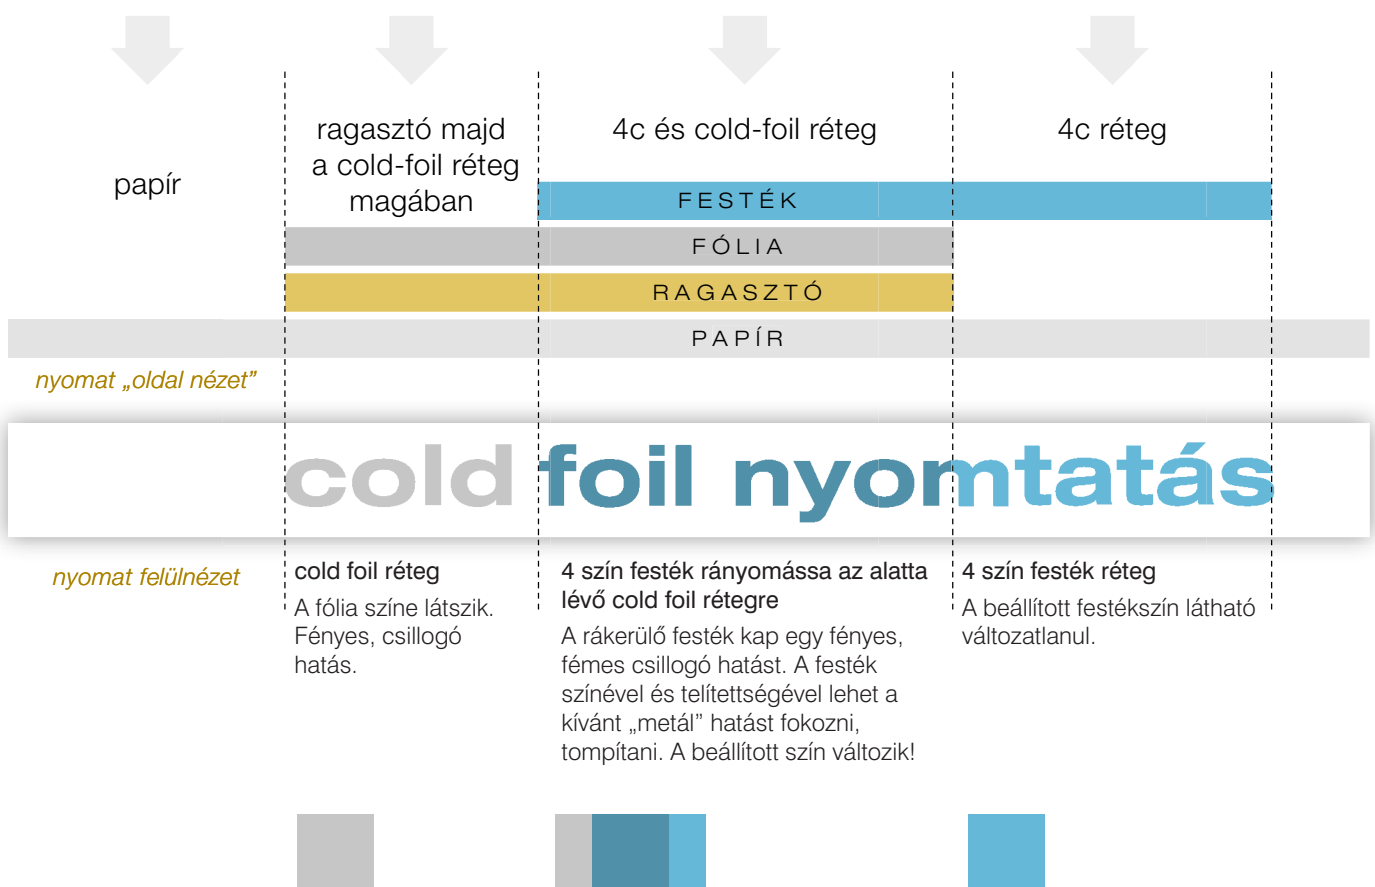 papír
ragasztó majd
a cold-foil réteg
magában
4c és cold-foil réteg
4c réteg
FESTÉK
FÓLIA
RAGASZTÓ
PAPÍR
nyomat „oldal nézet”
cold foil nyomtatás
nyomat felülnézet
cold foil réteg
A fólia színe látszik.
Fényes, csillogó
hatás.
4 szín festék rányomássa az alatta
lévő cold foil rétegre
A rákerülő festék kap egy fényes,
fémes csillogó hatást. A festék
színével és telítettségével lehet a
kívánt „metál” hatást fokozni,
tompítani. A beállított szín változik!
4 szín festék réteg
A beállított festékszín látható
változatlanul.